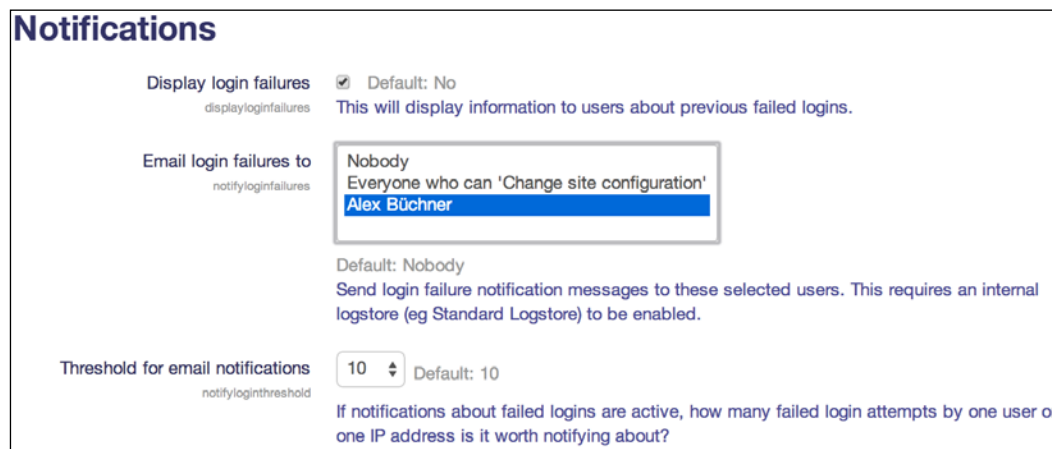 Notifications
Display login failures Default: No
displayloginfailures This will display information to users about previous failed logins.
Email login failures to Nobody
notifyloginfailures Everyone who can 'Change site configuration'
Alex Büchner
Default: Nobody
Send login failure notification messages to these selected users. This requires an internal
logstore (eg Standard Logstore) to be enabled.
Threshold for email notifications 10 Default: 10
notifyloginthreshold
If notifications about failed logins are active, how many failed login attempts by one user o
one IP address is it worth notifying about?